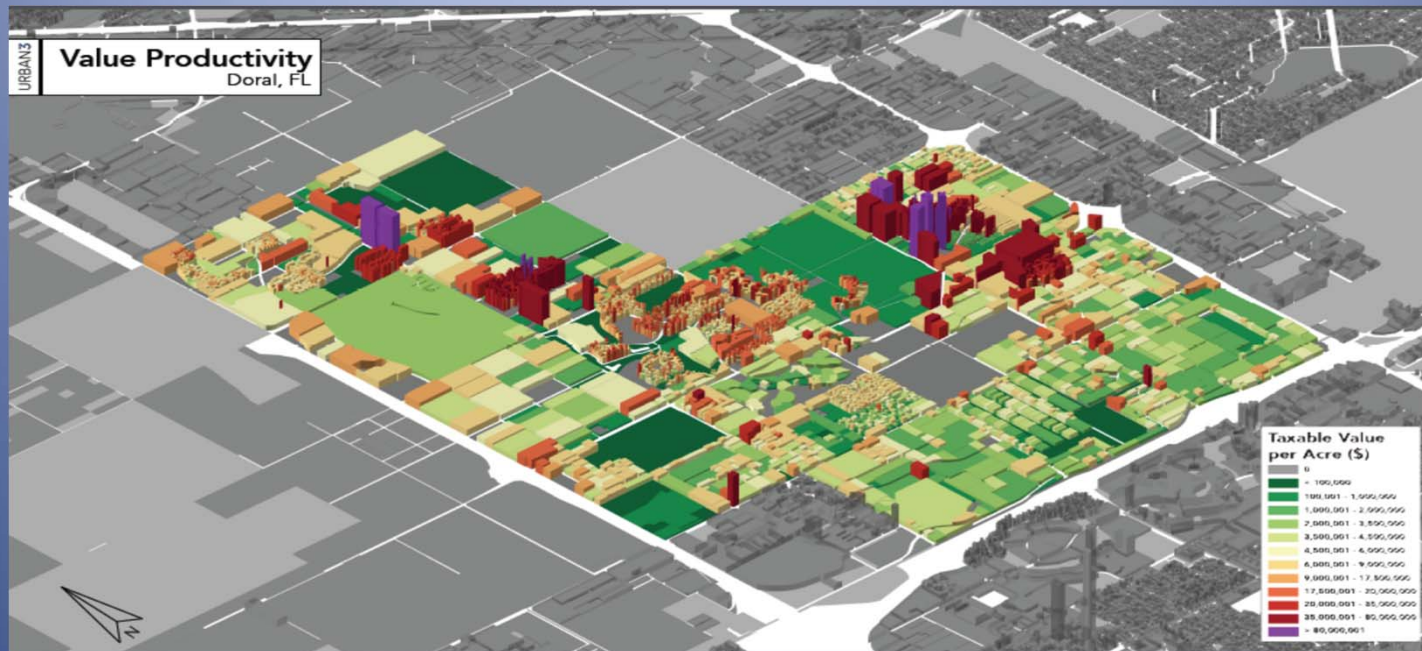 URBAN3
Value Productivity
Doral, FL
Taxable Value
per Acre ($)
0
< 100,000
100,001 - 1,000,000
1,000,001 - 2,000,000
2,000,001 - 3,500,000
3,500,001 - 4,500,000
4,500,001 - 6,000,000
6,000,001 - 9,000,000
9,000,001 - 17,500,000
17,500,001 - 20,000,000
20,000,001 - 35,000,000
35,000,001 - 80,000,000
> 80,000,001
N